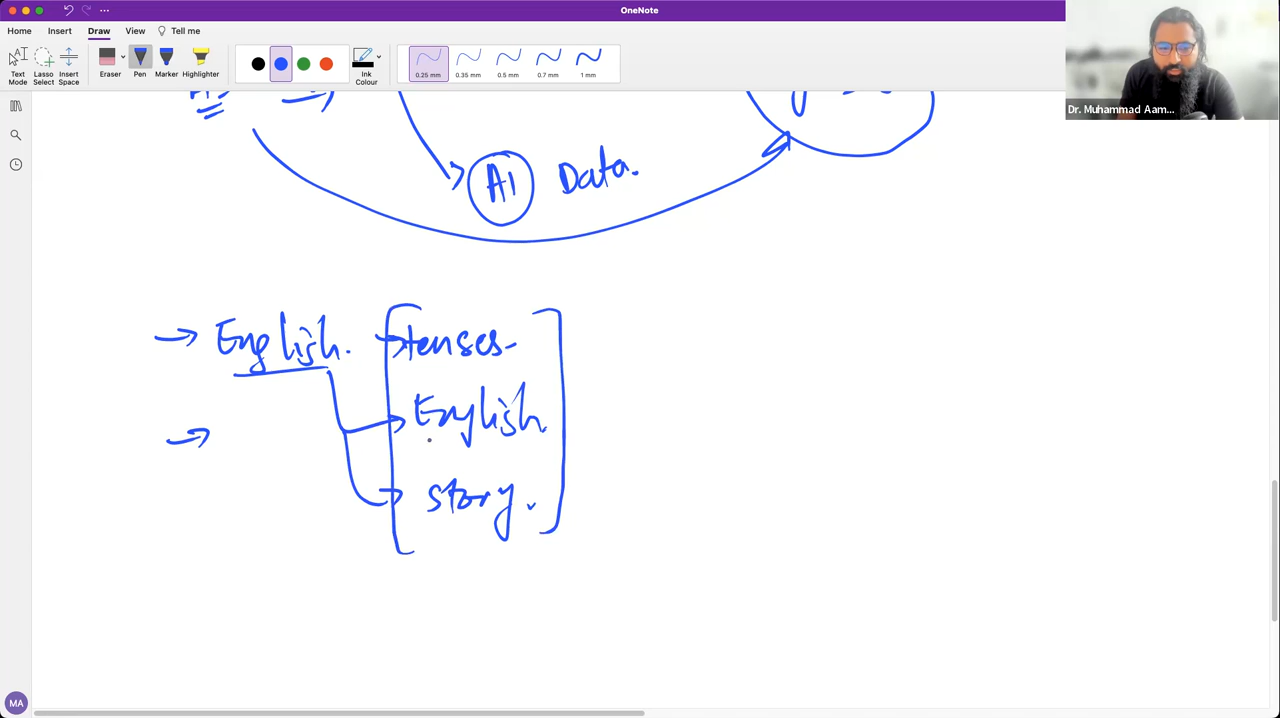 OneNote
Home Insert Draw View Tell me
Text Mode Lasso Select Insert Space Eraser Pen Marker Highlighter Ink Colour 0.25 mm 0.35 mm 0.5 mm 0.7 mm 1 mm
Dr. Muhammad Aam...
AI Data.
→ English. → tenses-
→ English.
→ story.
MA